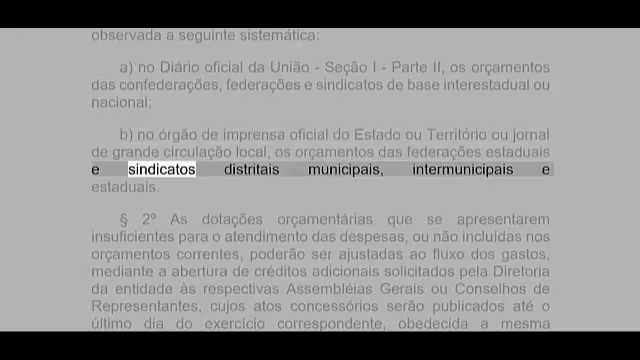 observada a seguinte sistemática:
a) no Diário oficial da União - Seção I - Parte II, os orçamentos
das confederações, federações e sindicatos de base interestadual ou
nacional;
b) no órgão de imprensa oficial do Estado ou Território ou jornal
de grande circulação local, os orçamentos das federações estaduais
e sindicatos distritais municipais, intermunicipais e
estaduais.
§ 2º As dotações orçamentárias que se apresentarem
insuficientes para o atendimento das despesas, ou não incluídas nos
orçamentos correntes, poderão ser ajustadas ao fluxo dos gastos,
mediante a abertura de créditos adicionais solicitados pela Diretoria
da entidade às respectivas Assembléias Gerais ou Conselhos de
Representantes, cujos atos concessórios serão publicados até o
último dia do exercício correspondente, obedecida a mesma